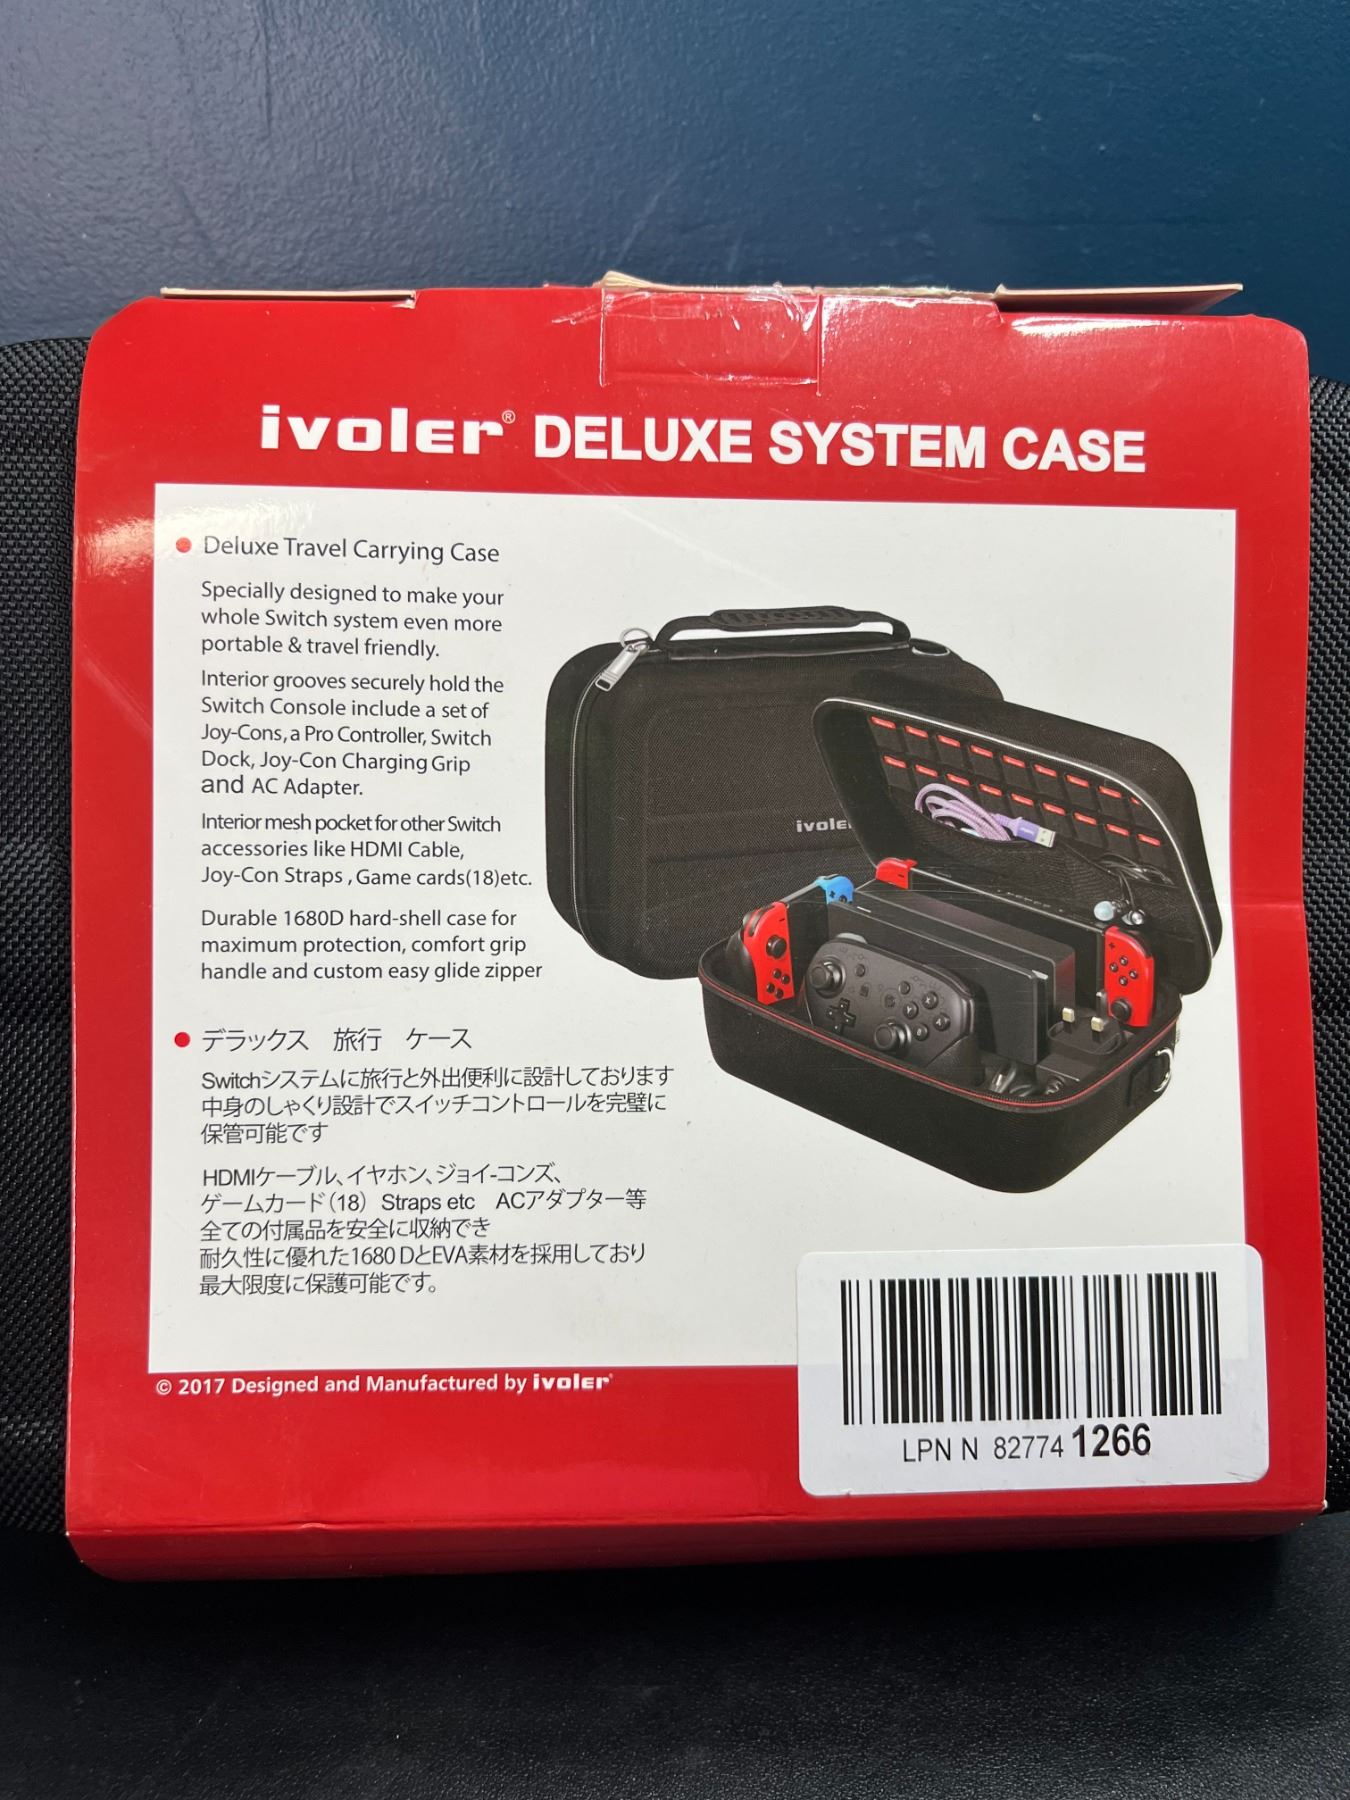 ivoler® DELUXE SYSTEM CASE
● Deluxe Travel Carrying Case
Specially designed to make your
whole Switch system even more
portable & travel friendly.
Interior grooves securely hold the
Switch Console include a set of
Joy-Cons, a Pro Controller, Switch
Dock, Joy-Con Charging Grip
and AC Adapter.
Interior mesh pocket for other Switch
accessories like HDMI Cable,
Joy-Con Straps , Game cards(18)etc.
Durable 1680D hard-shell case for
maximum protection, comfort grip
handle and custom easy glide zipper
ivoler
● デラックス 旅行 ケース
Switchシステムに旅行と外出便利に設計しております
中身のしゃくり設計でスイッチコントロールを完璧に
保管可能です
HDMIケーブル、イヤホン、ジョイ-コンズ、
ゲームカード（18） Straps etc ACアダプター等
全ての付属品を安全に収納でき
耐久性に優れた1680 DとEVA素材を採用しており
最大限度に保護可能です。
© 2017 Designed and Manufactured by ivoler®
LPN N 82774 1266